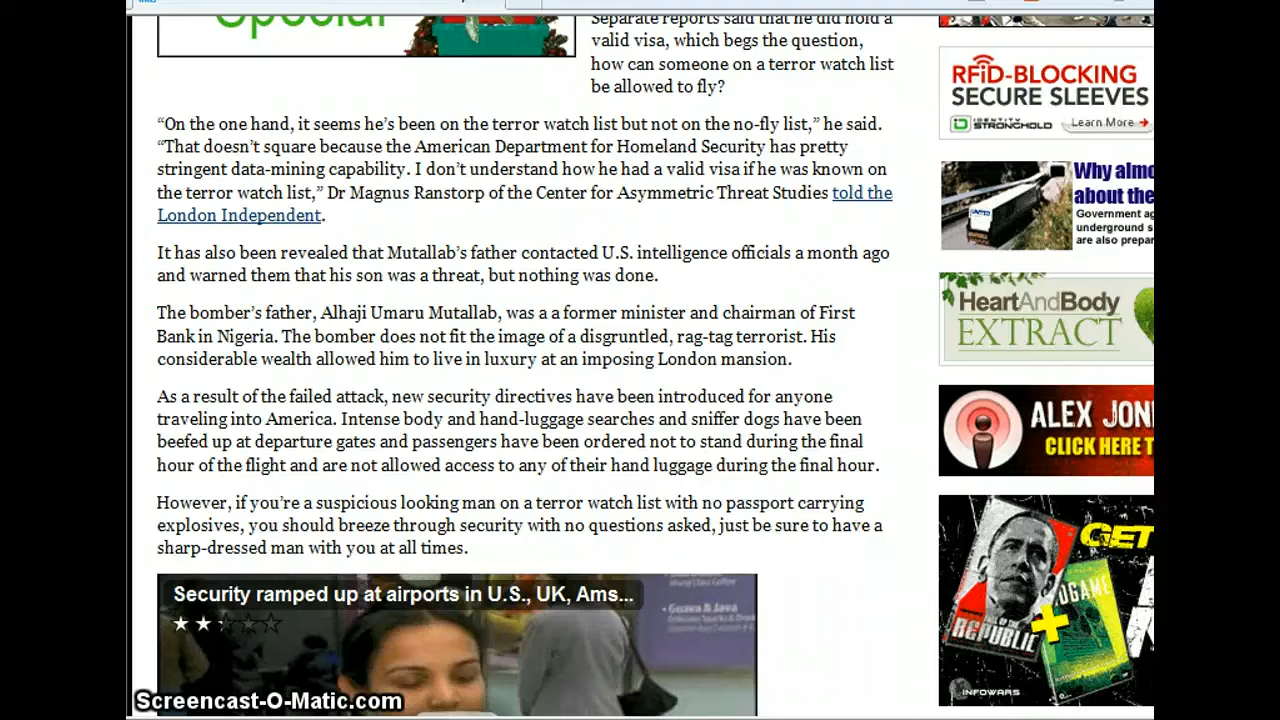 Special
Separate reports said that he did hold a
valid visa, which begs the question,
how can someone on a terror watch list
be allowed to fly?
“On the one hand, it seems he’s been on the terror watch list but not on the no-fly list,” he said.
“That doesn’t square because the American Department for Homeland Security has pretty
stringent data-mining capability. I don’t understand how he had a valid visa if he was known on
the terror watch list,” Dr Magnus Ranstorp of the Center for Asymmetric Threat Studies told the
London Independent.
It has also been revealed that Mutallab’s father contacted U.S. intelligence officials a month ago
and warned them that his son was a threat, but nothing was done.
The bomber’s father, Alhaji Umaru Mutallab, was a a former minister and chairman of First
Bank in Nigeria. The bomber does not fit the image of a disgruntled, rag-tag terrorist. His
considerable wealth allowed him to live in luxury at an imposing London mansion.
As a result of the failed attack, new security directives have been introduced for anyone
traveling into America. Intense body and hand-luggage searches and sniffer dogs have been
beefed up at departure gates and passengers have been ordered not to stand during the final
hour of the flight and are not allowed access to any of their hand luggage during the final hour.
However, if you’re a suspicious looking man on a terror watch list with no passport carrying
explosives, you should breeze through security with no questions asked, just be sure to have a
sharp-dressed man with you at all times.
Security ramped up at airports in U.S., UK, Ams...
Guava & Java
Screencast-O-Matic.com
RFID-BLOCKING
SECURE SLEEVES
IDENTITY
STRONGHOLD
Learn More
Why almo
about the
Government ag
underground s
are also prepar
HeartAndBody
EXTRACT
ALEX JON
CLICK HERE T
GET
REPUBLIC
INFOWARS